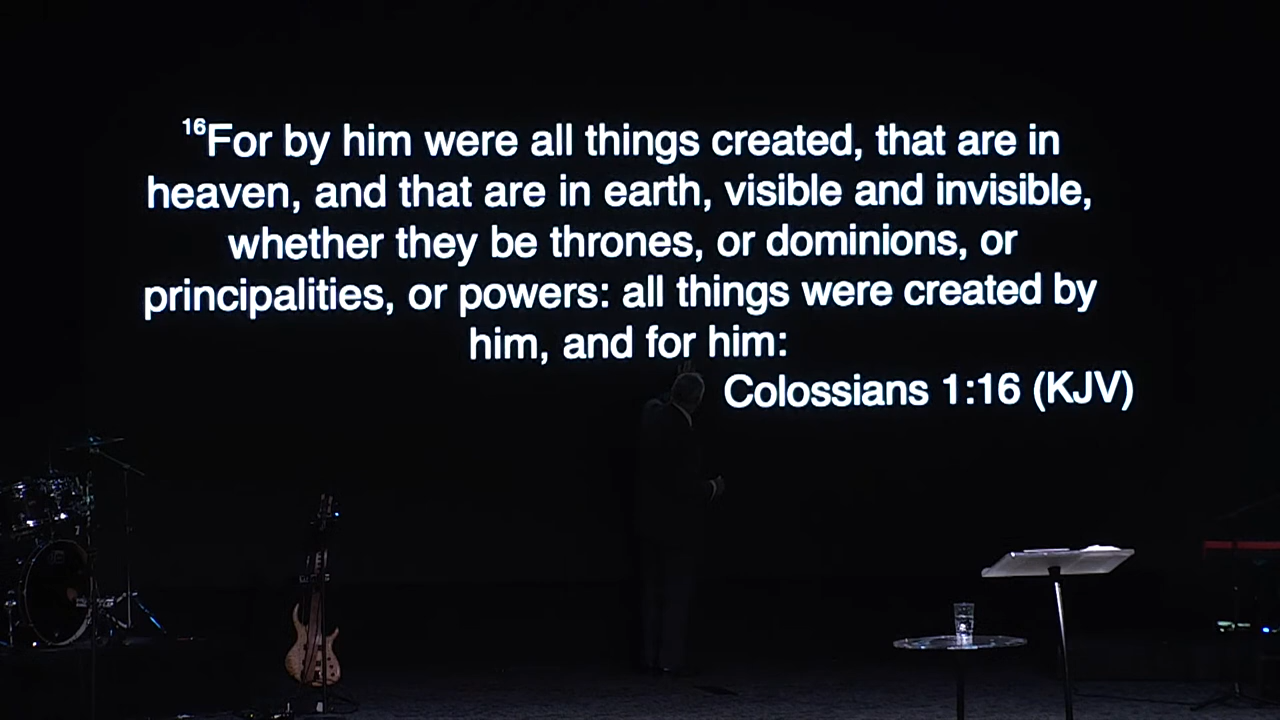 16For by him were all things created, that are in
heaven, and that are in earth, visible and invisible,
whether they be thrones, or dominions, or
principalities, or powers: all things were created by
him, and for him:
Colossians 1:16 (KJV)